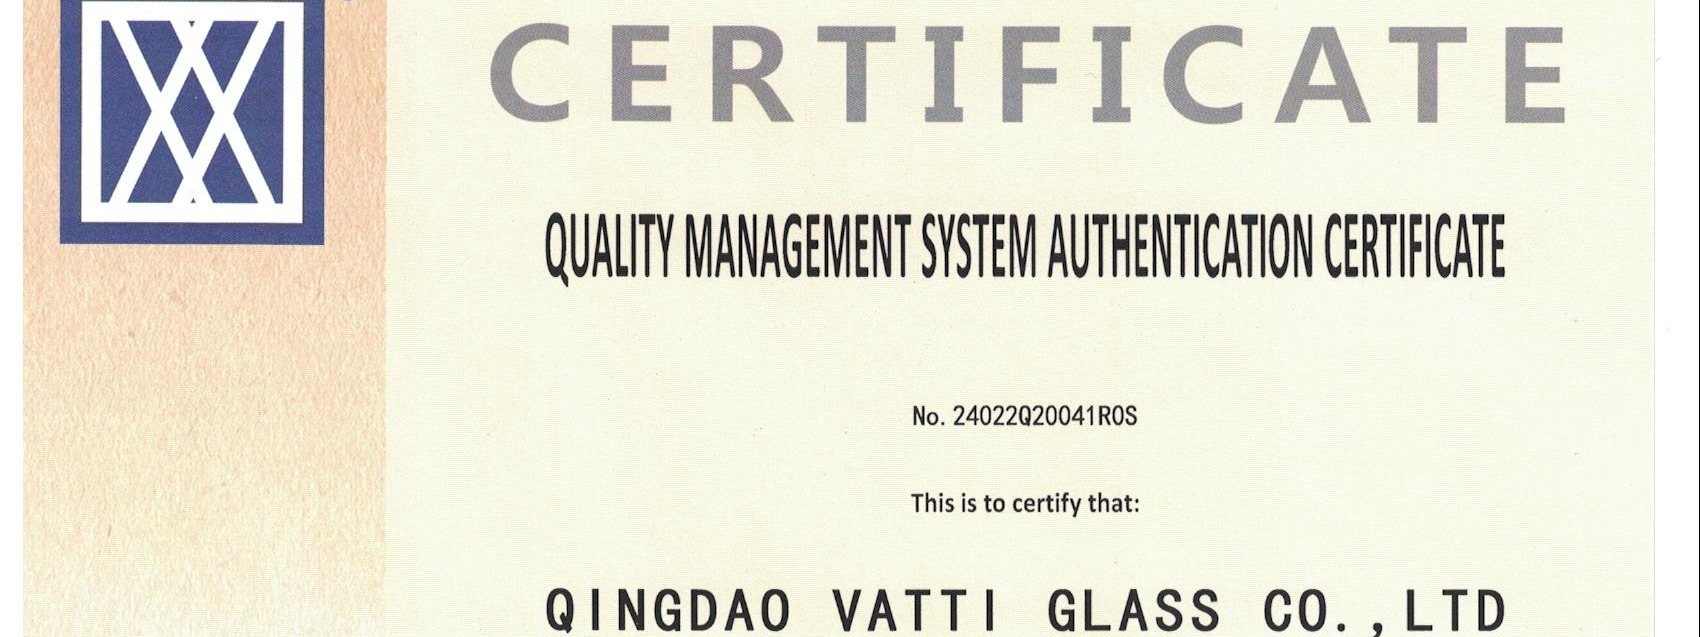 CERTIFICATE
QUALITY MANAGEMENT SYSTEM AUTHENTICATION CERTIFICATE
No. 24022Q20041R0S
This is to certify that:
QINGDAO VATTI GLASS CO.,LTD